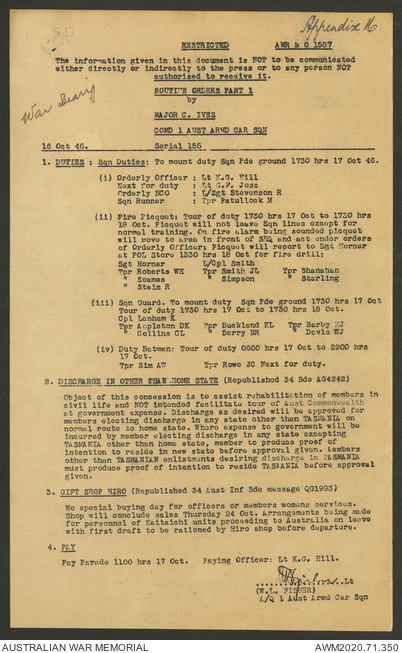 Appendix 16
50
RESTRICTED AMR & O 1587
The information given in this document is NOT to be communicated
either directly or indirectly to the press or to any person NOT
authorised to receive it.
War Diary
ROUTINE ORDERS PART 1
by
MAJOR C. IVES
COMD 1 AUST ARMD CAR SQN
16 Oct 46. Serial 155
1. DUTIES : Sqn Duties: To mount duty Sqn Pde ground 1730 hrs 17 Oct 46.
(i) Orderly Officer : Lt K.G. Hill
Next for duty : Lt G.F. Joss
Orderly NCO : L/Sgt Stevenson R
Sqn Runner : Tpr Patullock M
(ii) Fire Picquet: Tour of duty 1730 hrs 17 Oct to 1730 hrs
18 Oct. Picquet will not leave Sqn lines except for
normal training. On fire alarm being sounded picquet
will move to area in front of SHQ and act under orders
of Orderly Officer; Picquet will report to Sgt Horner
at POL Store 1330 hrs 18 Oct for fire drill;
Sgt Horner L/Cpl Smith
Tpr Roberts WE Tpr Smith JL Tpr Shanahan
" Soames " Simpson " Starling
" Stein R
(iii) Sqn Guard. To mount duty Sqn Pde ground 1730 hrs 17 Oct
Tour of duty 1730 hrs 17 Oct to 1730 hrs 18 Oct.
Cpl Lanham K
Tpr Appleton DK Tpr Buckland KL Tpr Barby MJ
" Collins CL " Berry NR " Davis WJ
(iv) Duty Batman: Tour of duty 0600 hrs 17 Oct to 2200 hrs
17 Oct.
Tpr Sim AW Tpr Rowe JC Next for duty.
2. DISCHARGE IN OTHER THAN HOME STATE (Republished 34 Bde AG4242)
Object of this concession is to assist rehabilitation of members in
civil life and NOT intended facilitate tour of Aust Commonwealth
at government expense. Discharge as desired will be approved for
members electing discharge in any state other than TASMANIA on
normal route to home state. Where expense to government will be
incurred by member electing discharge in any state excepting
TASMANIA other than home state, member to produce proof of
intention to reside in new state before approval given. Members
other than TASMANIAN enlistments desiring discharge in TASMANIA
must produce proof of intention to reside TASMANIA before approval
given.
3. GIFT SHOP HIRO (Republished 34 Aust Inf Bde message QG1993)
No special buying day for officers or members womens services.
Shop will conclude sales Thursday 24 Oct. Arrangements being made
for personnel of Kaitaichi units proceeding to Australia on leave
with first draft to be rationed by Hiro shop before departure.
4. PAY
Pay Parade 1100 hrs 17 Oct. Paying Officer: Lt K.G. Hill.
Lt
(W.L. FISHER)
A/Q 1 Aust Armd Car Sqn
AUSTRALIAN WAR MEMORIAL AWM2020.71.350